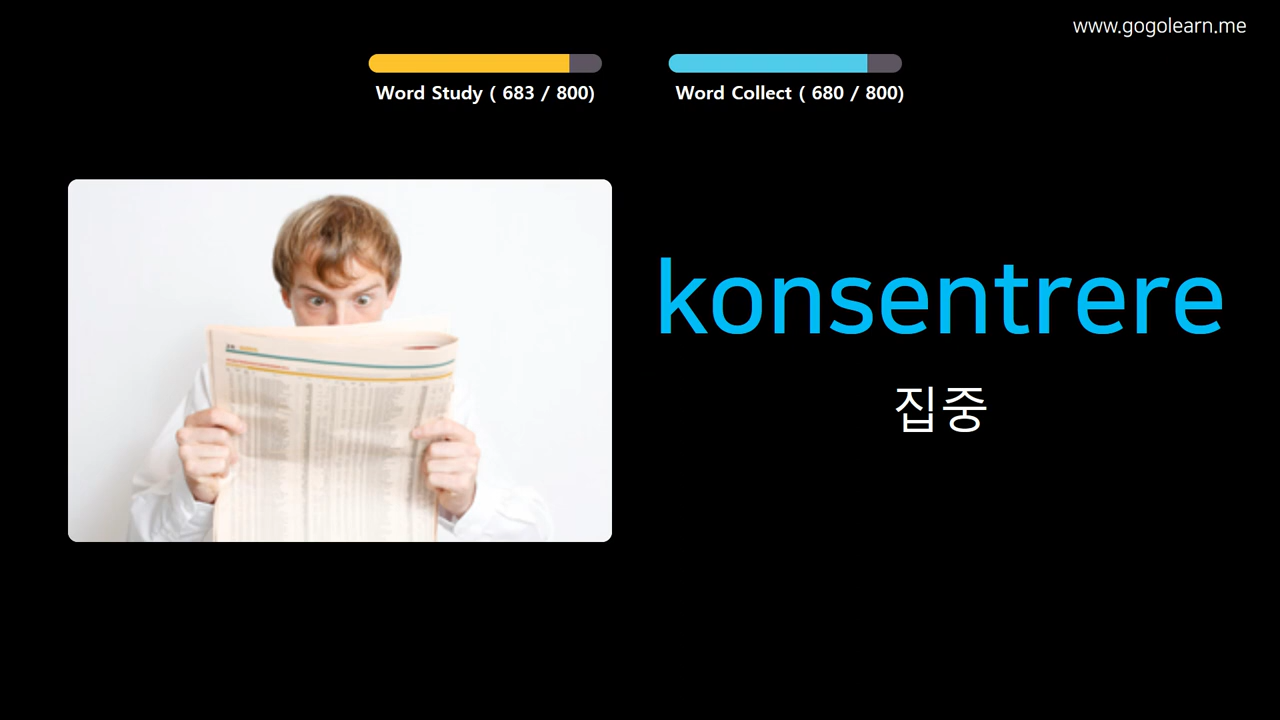 www.gogolearn.me
Word Study ( 683 / 800)
Word Collect ( 680 / 800)
konsentrere
집중